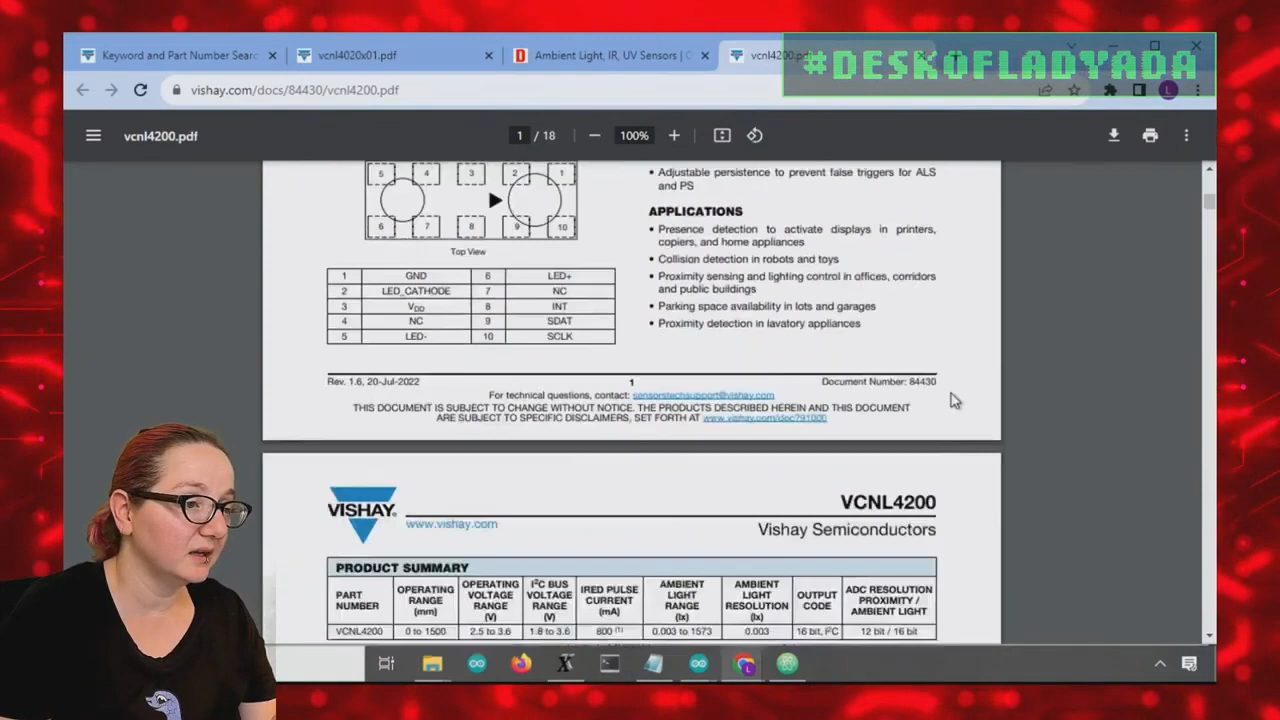 Keyword and Part Number Sear
vcnl4020x01.pdf
Ambient Light, IR, UV Sensors |
vcnl4200.pd
#DESKOFLADYADA
vishay.com/docs/84430/vcnl4200.pdf
L
vcnl4200.pdf
1 / 18
100%
5 4 3 2 1
6 7 8 9 10
Top View
1 GND 6 LED+
2 LED_CATHODE 7 NC
3 VDD 8 INT
4 NC 9 SDAT
5 LED- 10 SCLK
• Adjustable persistence to prevent false triggers for ALS
and PS
APPLICATIONS
• Presence detection to activate displays in printers,
copiers, and home appliances
• Collision detection in robots and toys
• Proximity sensing and lighting control in offices, corridors
and public buildings
• Parking space availability in lots and garages
• Proximity detection in lavatory appliances
Rev. 1.6, 20-Jul-2022 1 Document Number: 84430
For technical questions, contact: sensorstechsupport@vishay.com
THIS DOCUMENT IS SUBJECT TO CHANGE WITHOUT NOTICE. THE PRODUCTS DESCRIBED HEREIN AND THIS DOCUMENT
ARE SUBJECT TO SPECIFIC DISCLAIMERS, SET FORTH AT www.vishay.com/doc?91000
VISHAY.
www.vishay.com
VCNL4200
Vishay Semiconductors
PRODUCT SUMMARY
PART NUMBER OPERATING RANGE (mm) OPERATING VOLTAGE RANGE (V) I²C BUS VOLTAGE RANGE (V) IRED PULSE CURRENT (mA) AMBIENT LIGHT RANGE (lx) AMBIENT LIGHT RESOLUTION (lx) OUTPUT CODE ADC RESOLUTION PROXIMITY / AMBIENT LIGHT
VCNL4200 0 to 1500 2.5 to 3.6 1.8 to 3.6 800 (1) 0.003 to 1573 0.003 16 bit, I²C 12 bit / 16 bit